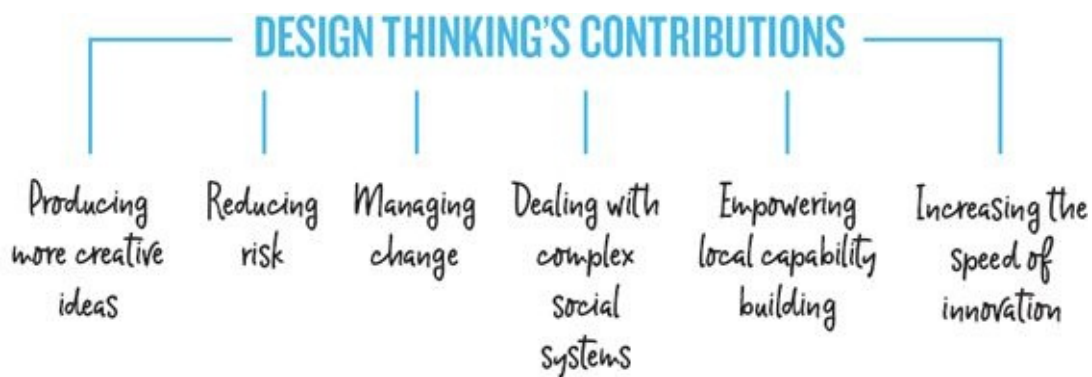 DESIGN THINKING'S CONTRIBUTIONS
Producing
more creative
ideas
Reducing
risk
Managing
change
Dealing with
complex
social
systems
Empowering
local capability
building
Increasing the
speed of
innovation